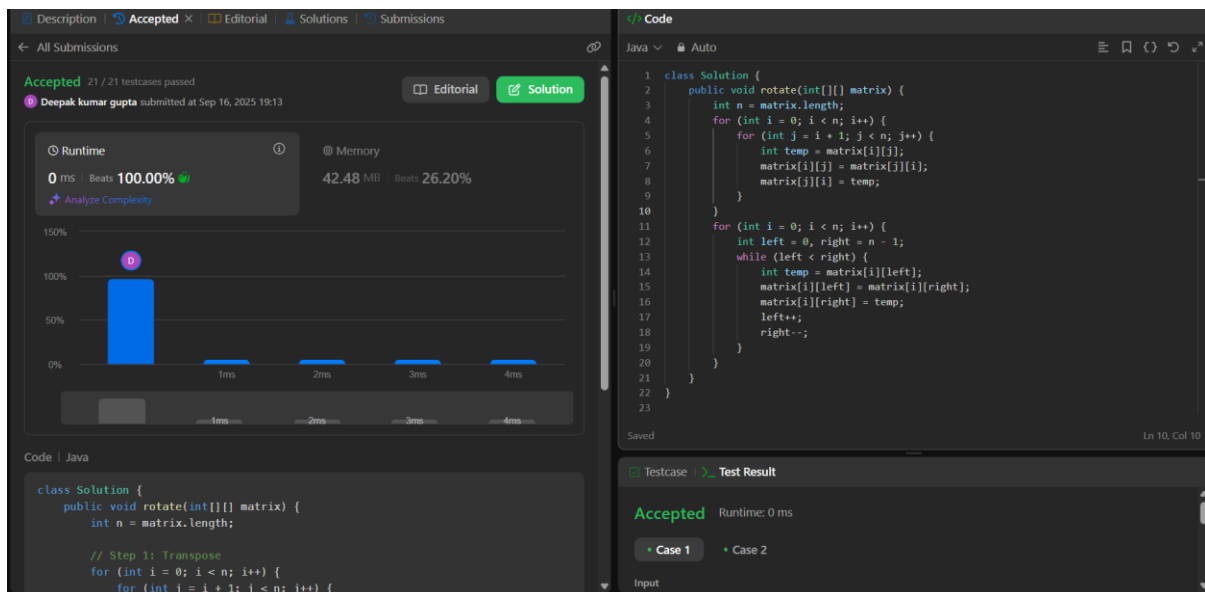 Description | Accepted × | Editorial | Solutions | Submissions
← All Submissions
Accepted 21 / 21 testcases passed
D Deepak kumar gupta submitted at Sep 16, 2025 19:13
Editorial
Solution
Runtime
0 ms | Beats 100.00%
Analyze Complexity
Memory
42.48 MB | Beats 26.20%
150%
D
100%
50%
0%
1ms 2ms 3ms 4ms
1ms 2ms 3ms 4ms
Code | Java
class Solution {
    public void rotate(int[][] matrix) {
        int n = matrix.length;

        // Step 1: Transpose
        for (int i = 0; i < n; i++) {
            for (int j = i + 1; j < n; j++) {
</> Code
Java Auto
1 class Solution {
2     public void rotate(int[][] matrix) {
3         int n = matrix.length;
4         for (int i = 0; i < n; i++) {
5             for (int j = i + 1; j < n; j++) {
6                 int temp = matrix[i][j];
7                 matrix[i][j] = matrix[j][i];
8                 matrix[j][i] = temp;
9             }
10         }
11         for (int i = 0; i < n; i++) {
12             int left = 0, right = n - 1;
13             while (left < right) {
14                 int temp = matrix[i][left];
15                 matrix[i][left] = matrix[i][right];
16                 matrix[i][right] = temp;
17                 left++;
18                 right--;
19             }
20         }
21     }
22 }
23
Saved
Ln 10, Col 10
Testcase | >_ Test Result
Accepted Runtime: 0 ms
• Case 1 • Case 2
Input